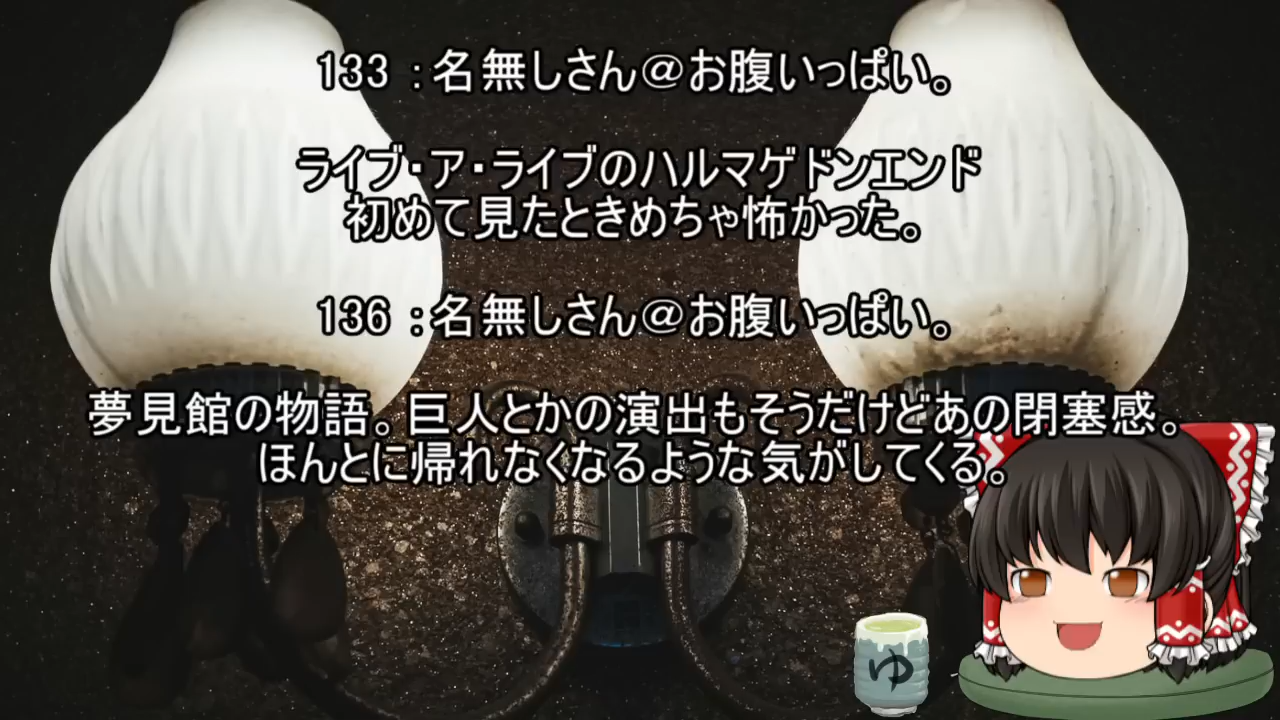 133 :名無しさん＠お腹いっぱい。
ライブ・ア・ライブのハルマゲドンエンド
初めて見たときめちゃ怖かった。
136 :名無しさん＠お腹いっぱい。
夢見館の物語。巨人とかの演出もそうだけどあの閉塞感。
ほんとに帰れなくなるような気がしてくる。
ゆ